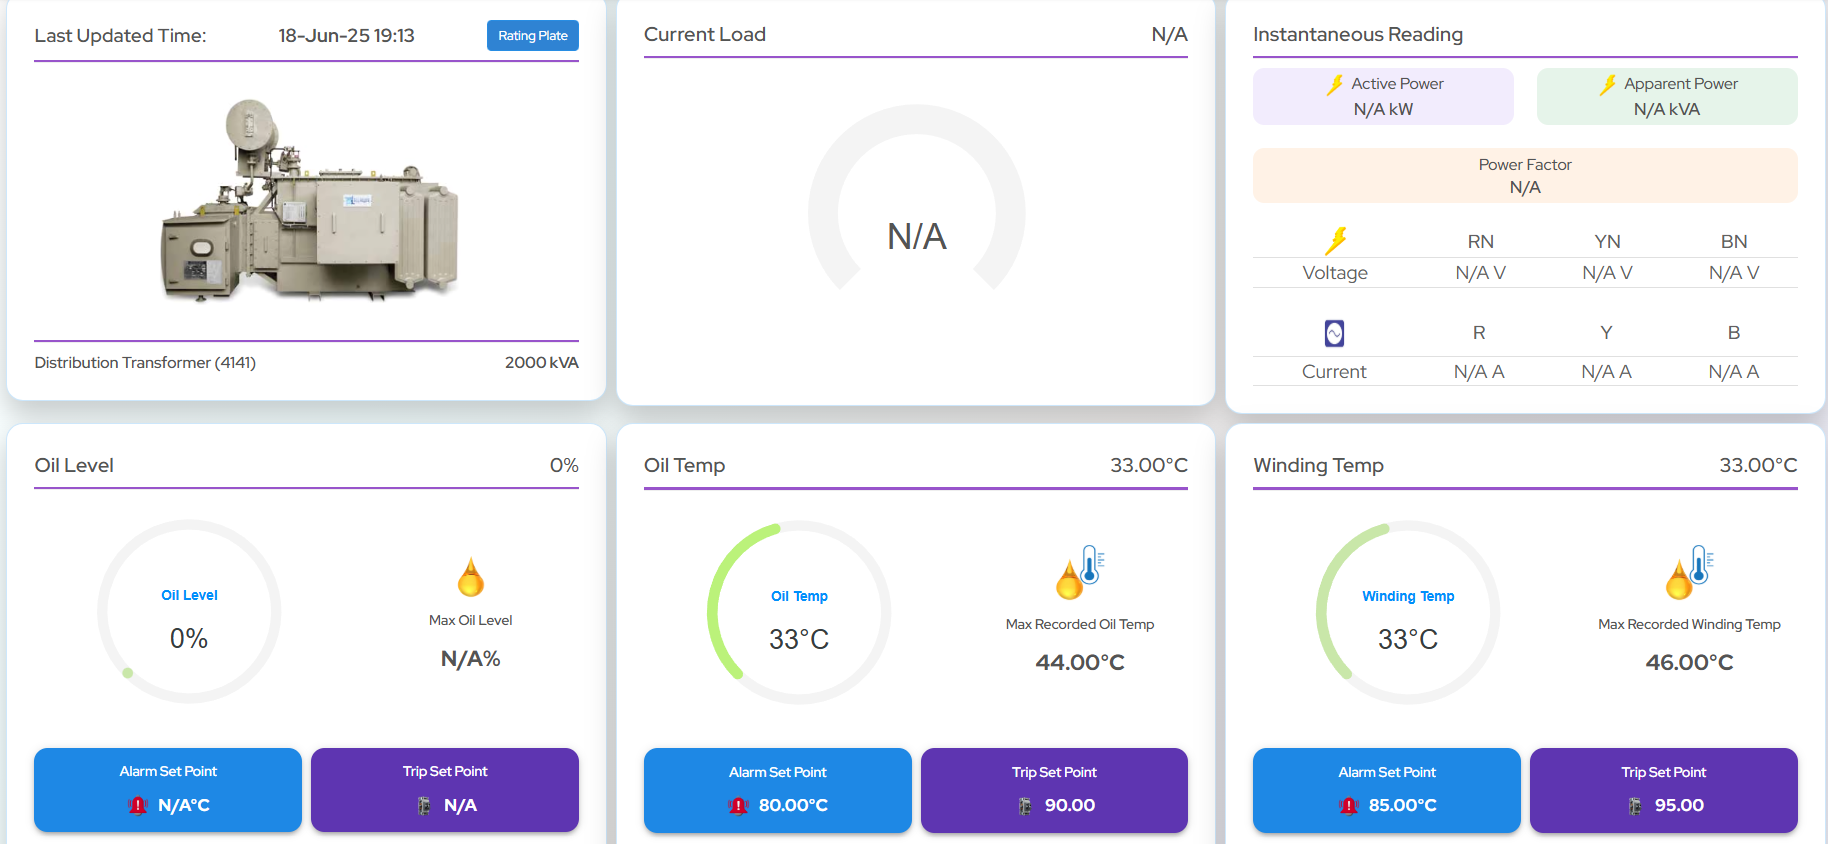 Last Updated Time: 18-Jun-25 19:13 Rating Plate
Distribution Transformer (4141) 2000 kVA
Current Load N/A
N/A
Instantaneous Reading
Active Power
N/A kW
Apparent Power
N/A kVA
Power Factor
N/A
RN YN BN
Voltage N/A V N/A V N/A V
R Y B
Current N/A A N/A A N/A A
Oil Level 0%
Oil Level
0%
Max Oil Level
N/A%
Alarm Set Point
N/A°C
Trip Set Point
N/A
Oil Temp 33.00°C
Oil Temp
33°C
Max Recorded Oil Temp
44.00°C
Alarm Set Point
80.00°C
Trip Set Point
90.00
Winding Temp 33.00°C
Winding Temp
33°C
Max Recorded Winding Temp
46.00°C
Alarm Set Point
85.00°C
Trip Set Point
95.00